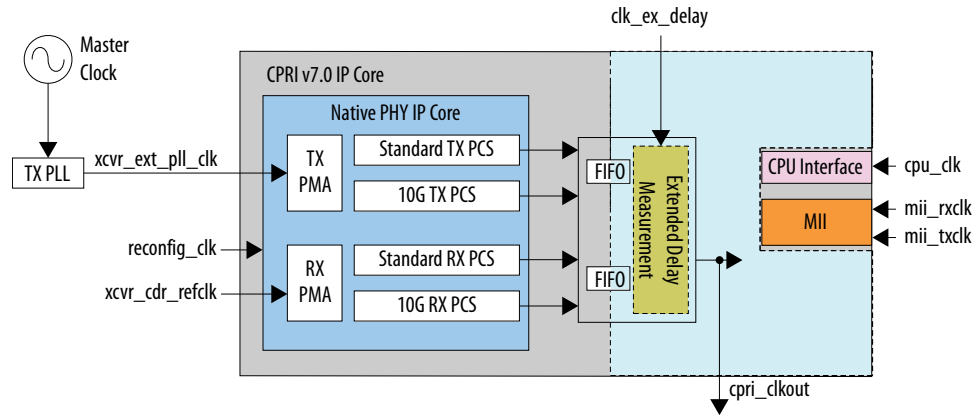 clk_ex_delay
Master
Clock
CPRI v7.0 IP Core
Native PHY IP Core
TX PLL
xcvr_ext_pll_clk
TX
PMA
Standard TX PCS
10G TX PCS
FIFO
Extended Delay
Measurement
CPU Interface
cpu_clk
MII
mii_rxclk
mii_txclk
reconfig_clk
xcvr_cdr_refclk
RX
PMA
Standard RX PCS
10G RX PCS
FIFO
cpri_clkout